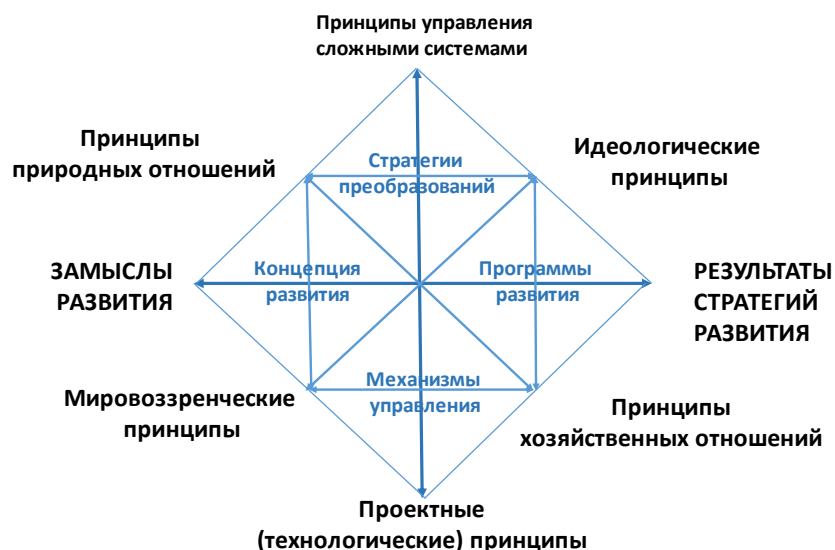 Принципы управления
сложными системами
Принципы
природных отношений
Идеологические
принципы
Стратегии
преобразований
ЗАМЫСЛЫ
РАЗВИТИЯ
Концепция
развития
Программы
развития
РЕЗУЛЬТАТЫ
СТРАТЕГИЙ
РАЗВИТИЯ
Мировоззренческие
принципы
Механизмы
управления
Принципы
хозяйственных отношений
Проектные
(технологические) принципы